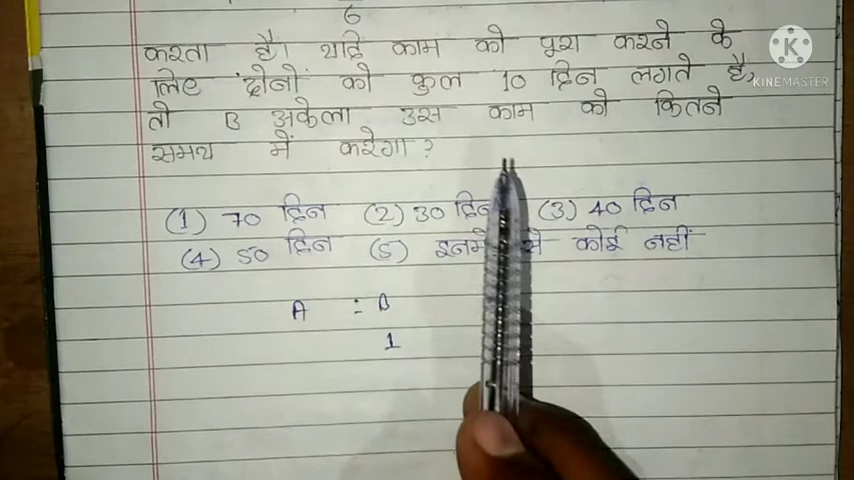 6
करता है। यदि काम को पूरा करने के
लिए दोनों को कुल 10 दिन लगते है,
तो B अकेला उस काम को कितने
समय में करेगा?
(1) 70 दिन (2) 30 दिन (3) 40 दिन
(4) 50 दिन (5) इनमें से कोई नहीं
A : B
1
KINEMASTER